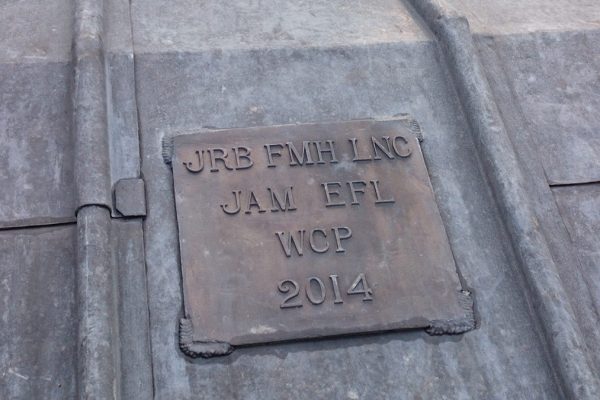 JRB FMH LNC
JAM EFL
WCP
2014